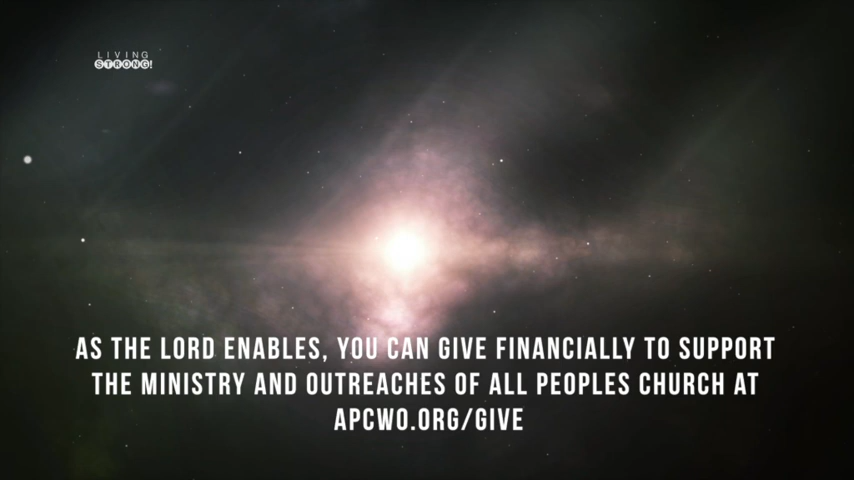 LIVING
STRONG!
AS THE LORD ENABLES, YOU CAN GIVE FINANCIALLY TO SUPPORT
THE MINISTRY AND OUTREACHES OF ALL PEOPLES CHURCH AT
APCWO.ORG/GIVE